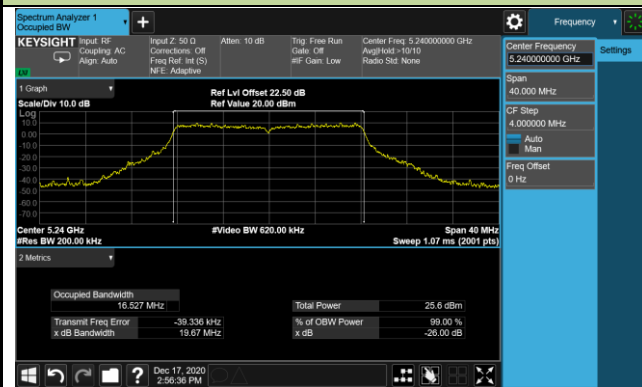 Spectrum Analyzer 1
Occupied BW
Frequency
KEYSIGHT
Input: RF
Coupling: AC
Align: Auto
Input Z: 50 Ω
Corrections: Off
Freq Ref: Int (S)
NFE: Adaptive
Atten: 10 dB
Trig: Free Run
Gate: Off
#IF Gain: Low
Center Freq: 5.240000000 GHz
Avg|Hold:>10/10
Radio Std: None
LW
Center Frequency
5.240000000 GHz
Settings
Span
40.000 MHz
CF Step
4.000000 MHz
Auto
Man
Freq Offset
0 Hz
1 Graph
Scale/Div 10.0 dB
Ref Lvl Offset 22.50 dB
Ref Value 20.00 dBm
Log
10.0
0.00
-10.0
-20.0
-30.0
-40.0
-50.0
-60.0
-70.0
Center 5.24 GHz
#Video BW 620.00 kHz
Span 40 MHz
#Res BW 200.00 kHz
Sweep 1.07 ms (2001 pts)
2 Metrics
Occupied Bandwidth
16.527 MHz
Total Power 25.6 dBm
Transmit Freq Error -39.336 kHz
% of OBW Power 99.00 %
x dB Bandwidth 19.67 MHz
x dB -26.00 dB
?
Dec 17, 2020
2:56:36 PM